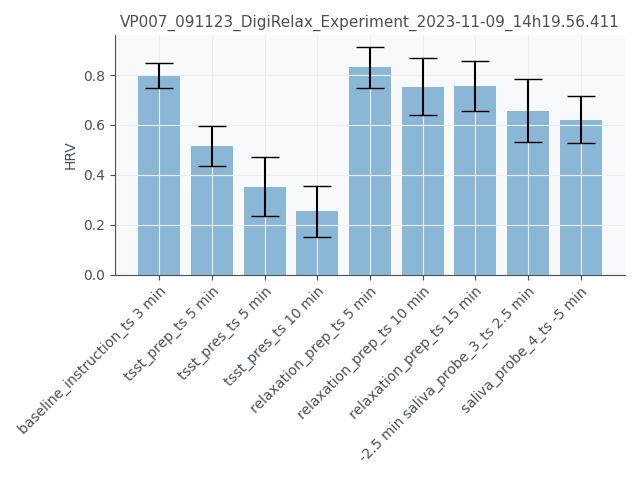 VP007_091123_DigiRelax_Experiment_2023-11-09_14h19.56.411
HRV
0.8
0.6
0.4
0.2
0.0
baseline_instruction_ts 3 min
tsst_prep_ts 5 min
tsst_pres_ts 5 min
tsst_pres_ts 10 min
relaxation_prep_ts 5 min
relaxation_prep_ts 10 min
relaxation_prep_ts 15 min
-2.5 min saliva_probe_3_ts 2.5 min
saliva_probe_4_ts -5 min